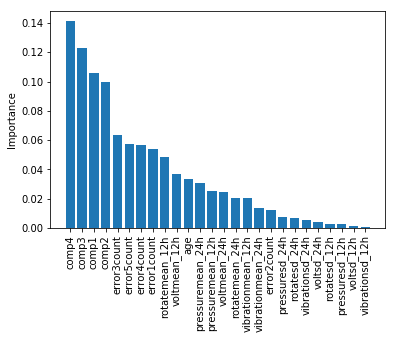 0.14
0.12
0.10
0.08
0.06
0.04
0.02
0.00
Importance
comp4
comp3
comp1
comp2
error3count
error5count
error4count
error1count
rotatemean_12h
voltmean_12h
age
pressuremean_24h
pressuremean_12h
voltmean_24h
rotatemean_24h
vibrationmean_12h
vibrationmean_24h
error2count
pressuresd_24h
rotatesd_24h
vibrationsd_24h
voltsd_24h
rotatesd_12h
pressuresd_12h
voltsd_12h
vibrationsd_12h